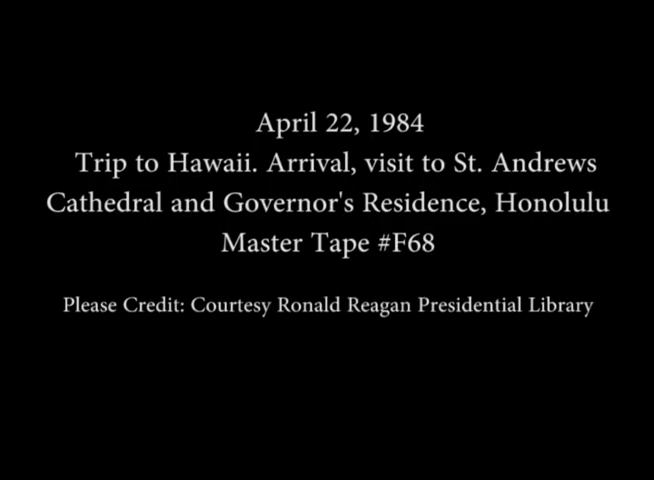 April 22, 1984
Trip to Hawaii. Arrival, visit to St. Andrews
Cathedral and Governor's Residence, Honolulu
Master Tape #F68
Please Credit: Courtesy Ronald Reagan Presidential Library